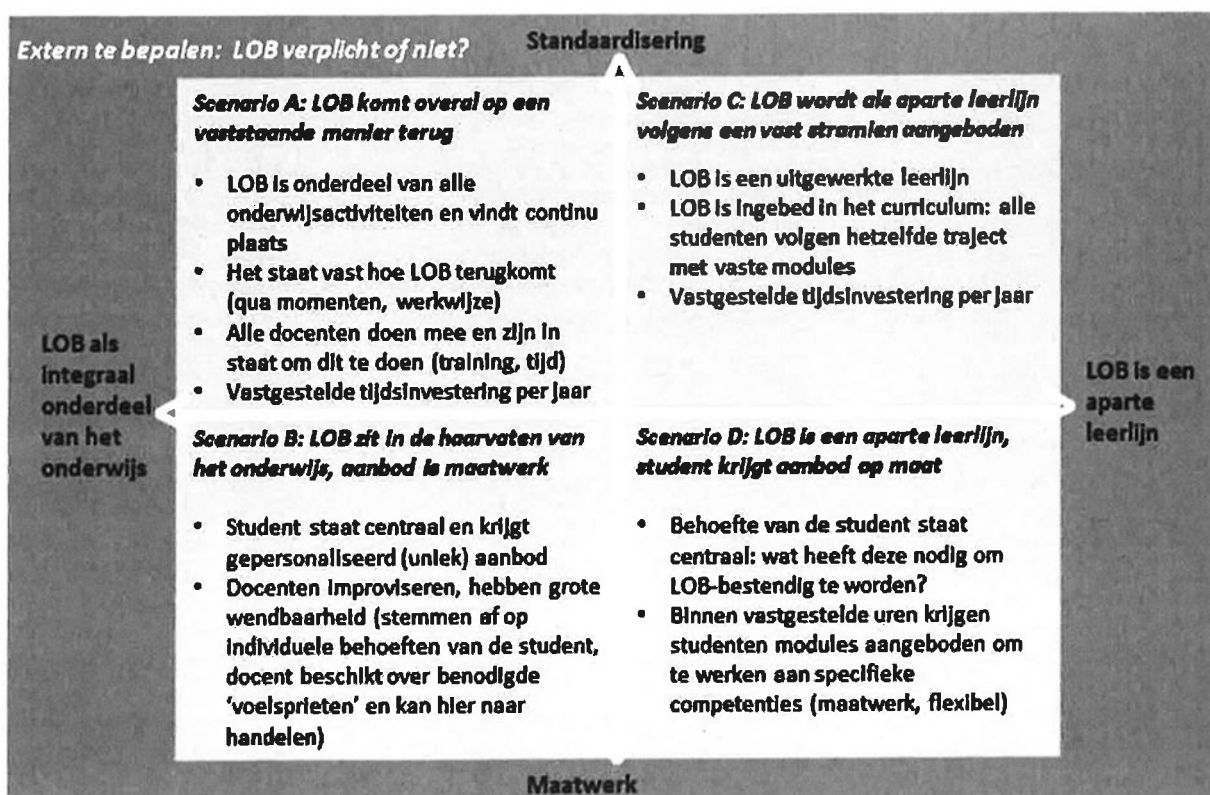 Extern te bepalen: LOB verplicht of niet?
Standaardisering
Scenario A: LOB komt overal op een
vaststaande manier terug
• LOB is onderdeel van alle
onderwijsactiviteiten en vindt continu
plaats
• Het staat vast hoe LOB terugkomt
(qua momenten, werkwijze)
• Alle docenten doen mee en zijn in
staat om dit te doen (training, tijd)
• Vastgestelde tijdsinvestering per jaar
Scenario C: LOB wordt als aparte leerlijn
volgens een vast stramien aangeboden
• LOB is een uitgewerkte leerlijn
• LOB is ingebed in het curriculum: alle
studenten volgen hetzelfde traject
met vaste modules
• Vastgestelde tijdsinvestering per jaar
LOB als
integraal
onderdeel
van het
onderwijs
LOB is een
aparte
leerlijn
Scenario B: LOB zit in de haarvaten van
het onderwijs, aanbod is maatwerk
• Student staat centraal en krijgt
gepersonaliseerd (uniek) aanbod
• Docenten improviseren, hebben grote
wendbaarheid (stemmen af op
individuele behoeften van de student,
docent beschikt over benodigde
'voelsprieten' en kan hier naar
handelen)
Scenario D: LOB is een aparte leerlijn,
student krijgt aanbod op maat
• Behoefte van de student staat
centraal: wat heeft deze nodig om
LOB-bestendig te worden?
• Binnen vastgestelde uren krijgen
studenten modules aangeboden om
te werken aan specifieke
competenties (maatwerk, flexibel)
Maatwerk